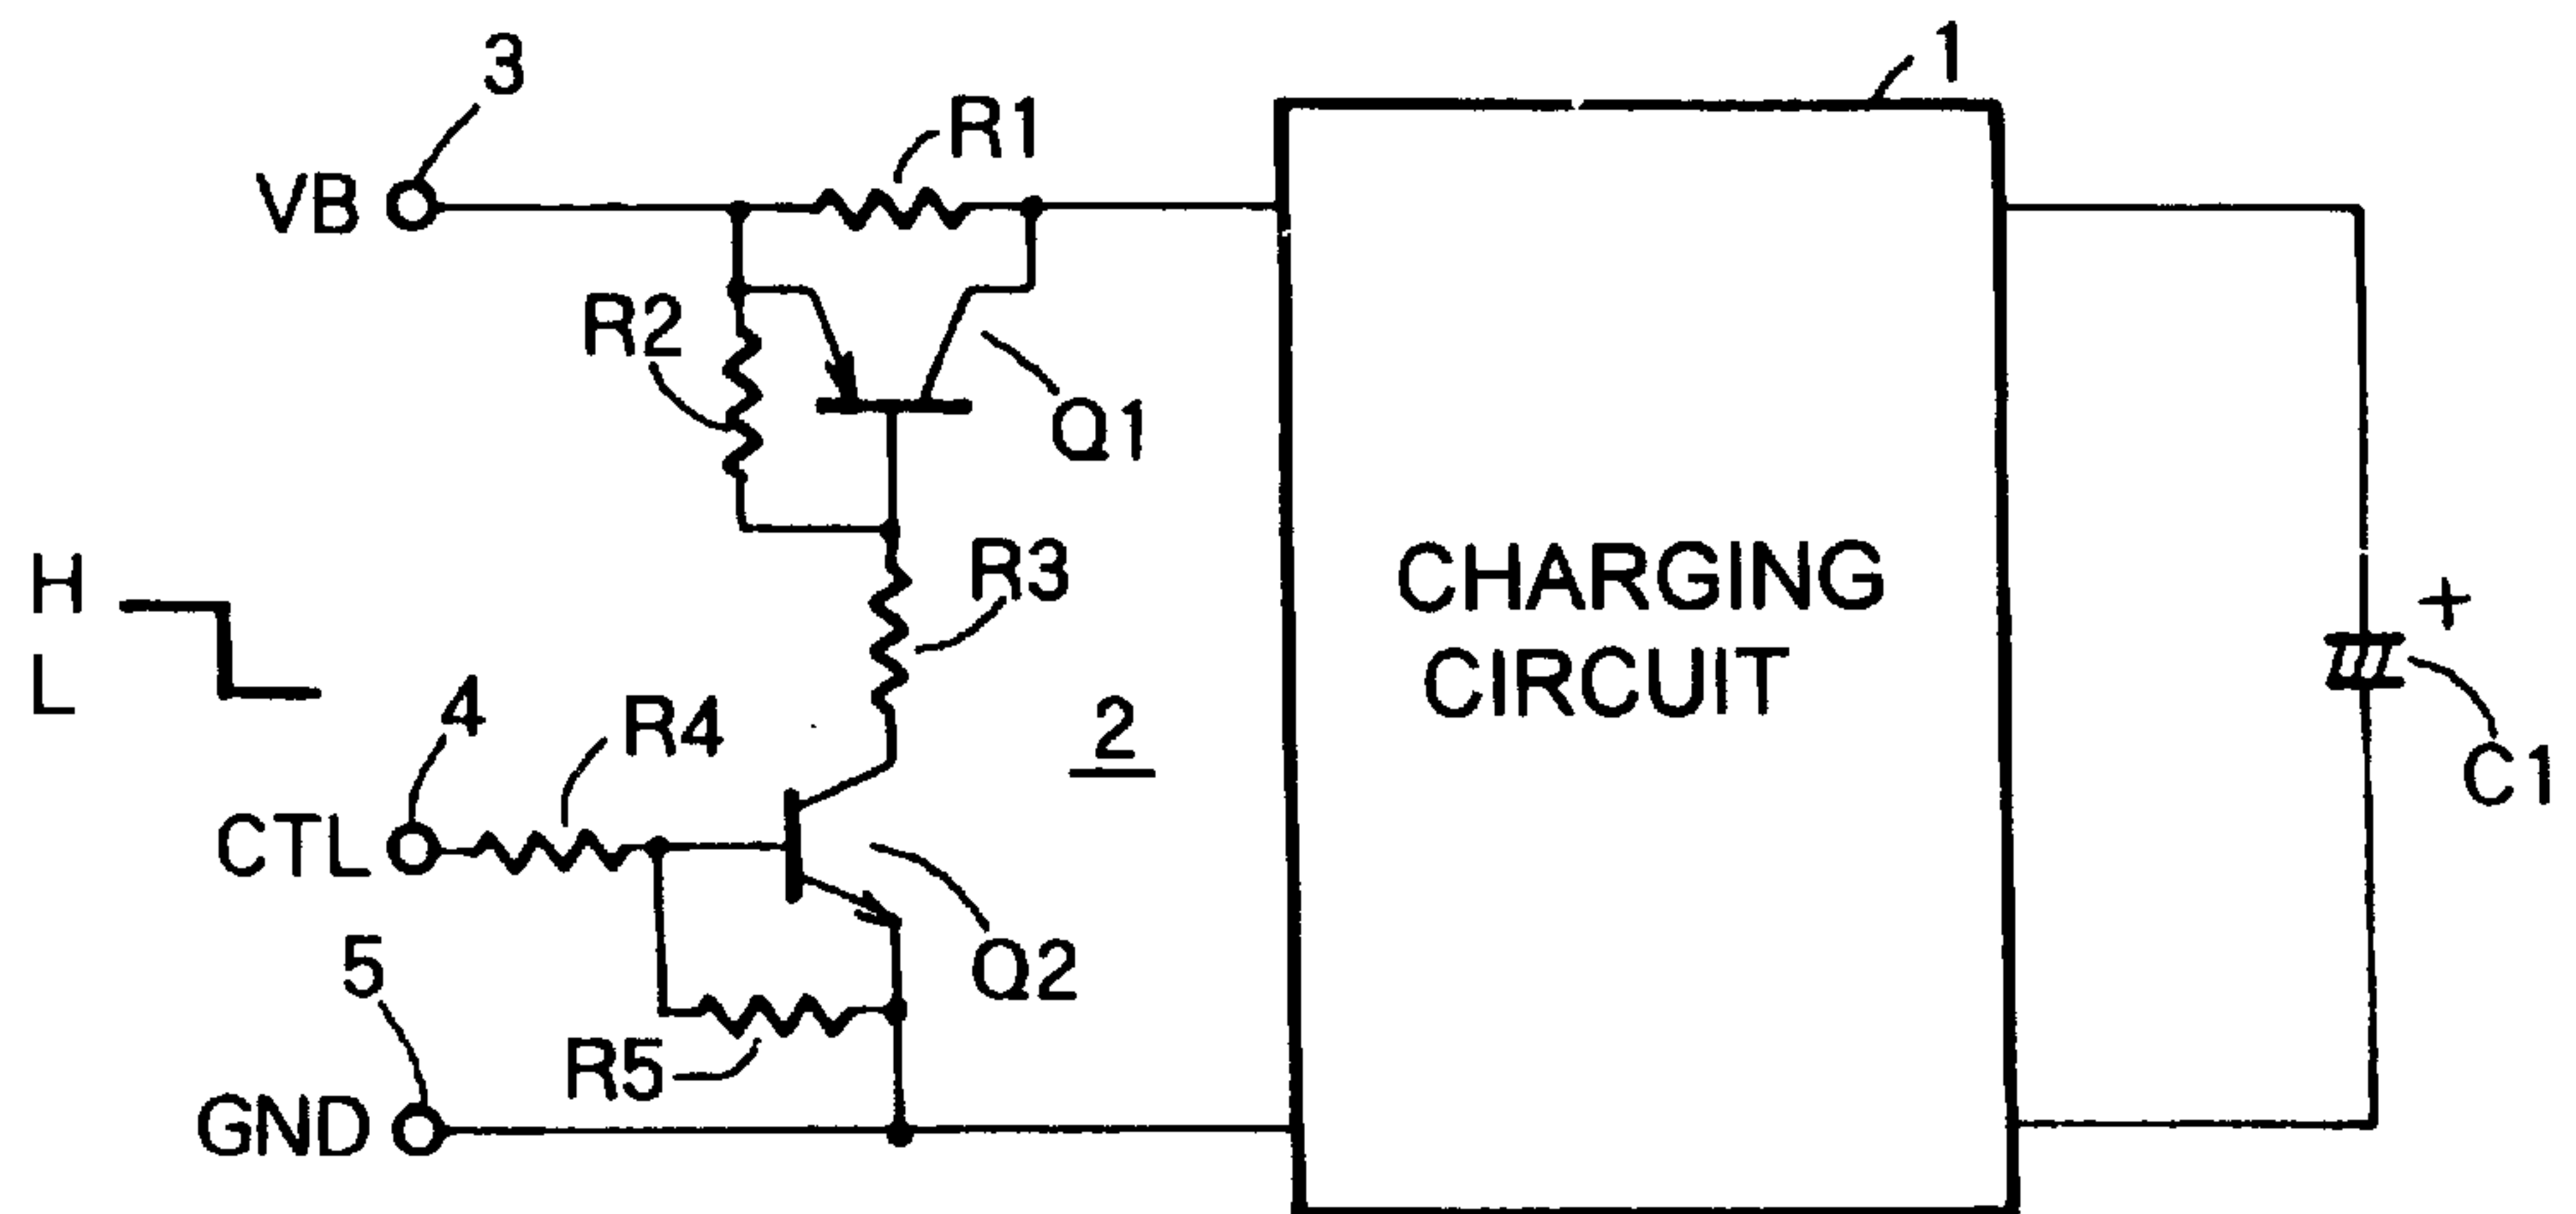 3
R1
1
VB
R2
Q1
H
R3
CHARGING
CIRCUIT
+
L
4
R4
2
C1
CTL
5
Q2
R5
GND